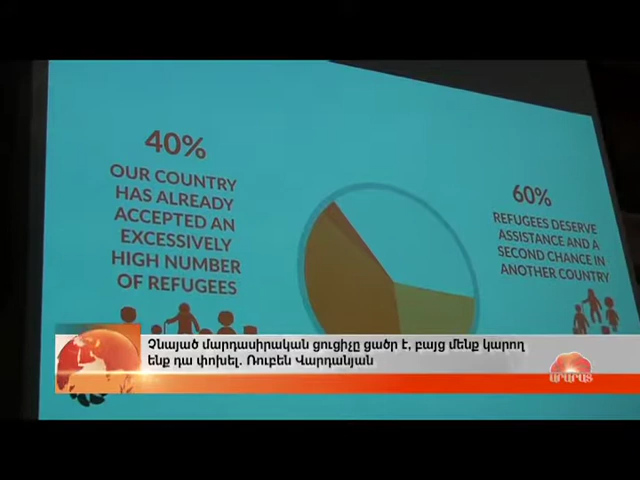 40%
OUR COUNTRY
HAS ALREADY
ACCEPTED AN
EXCESSIVELY
HIGH NUMBER
OF REFUGEES
60%
REFUGEES DESERVE
ASSISTANCE AND A
SECOND CHANCE IN
ANOTHER COUNTRY
Չնայած մարդասիրական ցուցիչը ցածր է, բայց մենք կարող
ենք դա փոխել. Ռուբեն Վարդանյան
ԱՐԱՐԱՏ